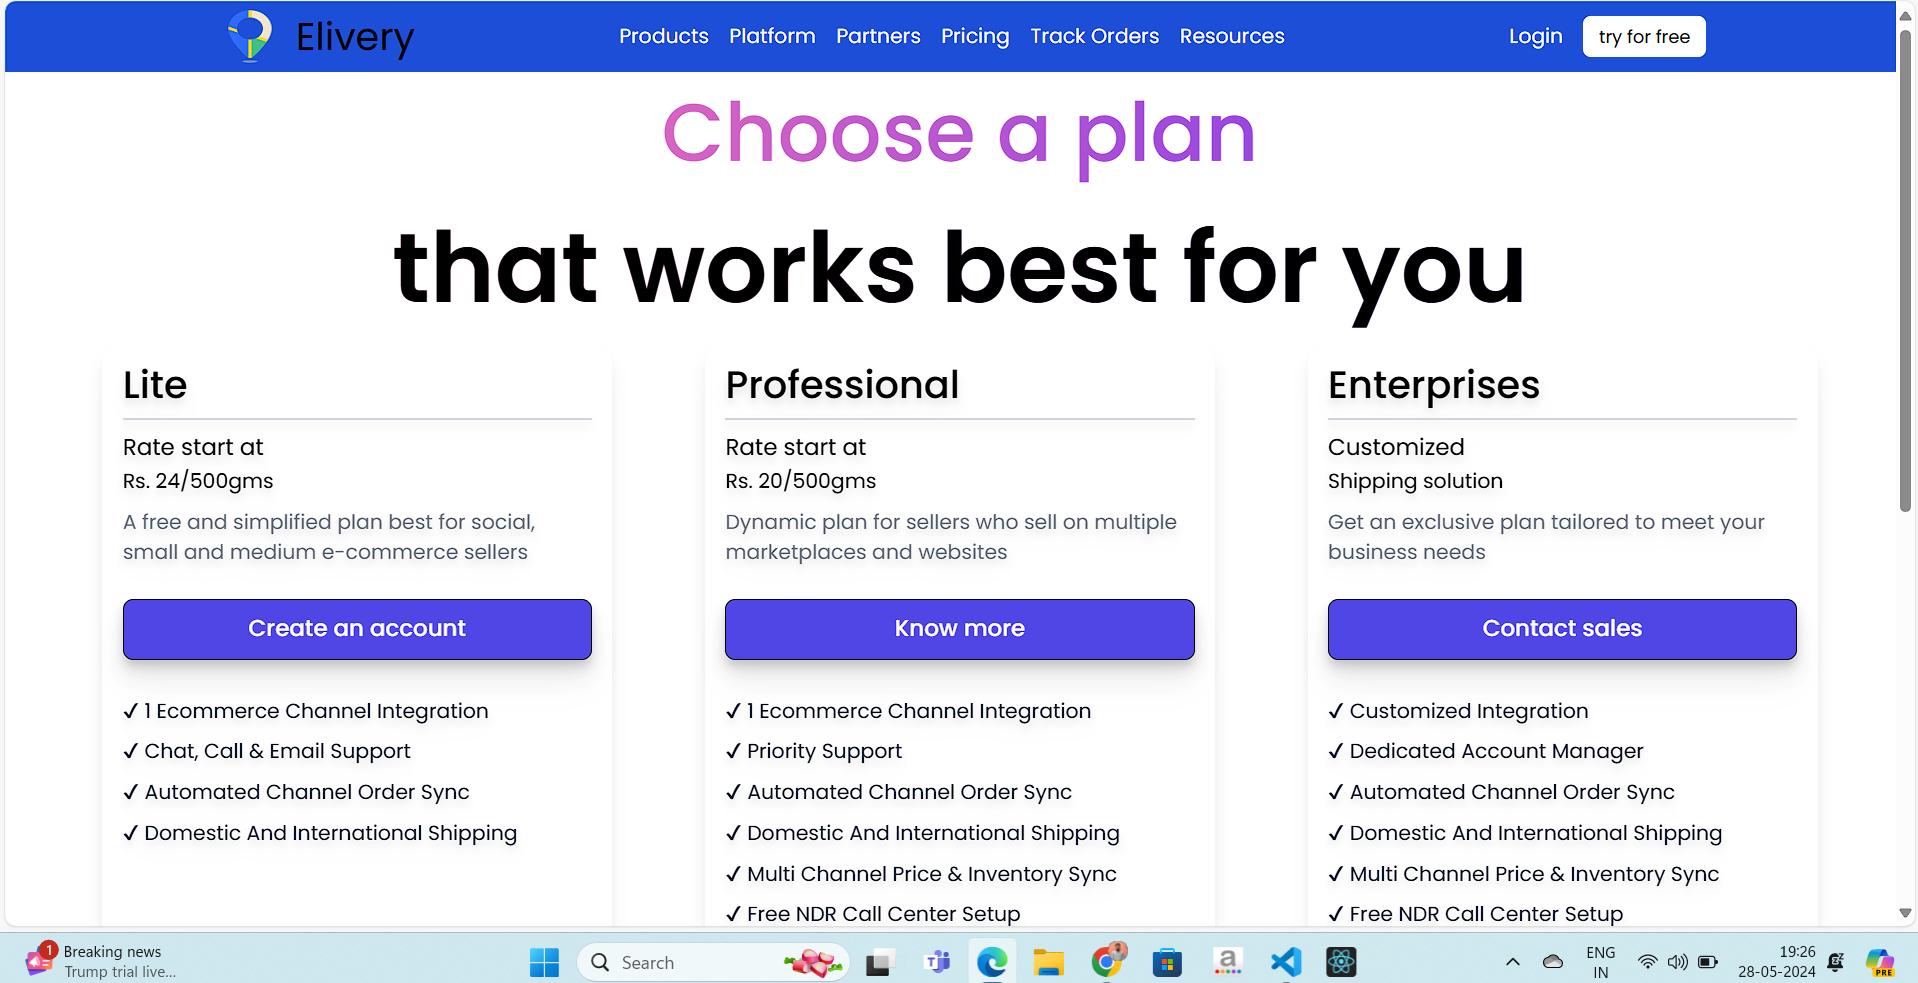 Elivery
Products Platform Partners Pricing Track Orders Resources
Login try for free
Choose a plan
that works best for you
Lite
Rate start at
Rs. 24/500gms
A free and simplified plan best for social,
small and medium e-commerce sellers
Create an account
✓ 1 Ecommerce Channel Integration
✓ Chat, Call & Email Support
✓ Automated Channel Order Sync
✓ Domestic And International Shipping
Professional
Rate start at
Rs. 20/500gms
Dynamic plan for sellers who sell on multiple
marketplaces and websites
Know more
✓ 1 Ecommerce Channel Integration
✓ Priority Support
✓ Automated Channel Order Sync
✓ Domestic And International Shipping
✓ Multi Channel Price & Inventory Sync
✓ Free NDR Call Center Setup
Enterprises
Customized
Shipping solution
Get an exclusive plan tailored to meet your
business needs
Contact sales
✓ Customized Integration
✓ Dedicated Account Manager
✓ Automated Channel Order Sync
✓ Domestic And International Shipping
✓ Multi Channel Price & Inventory Sync
✓ Free NDR Call Center Setup
1
Breaking news
Trump trial live...
Search
ENG
IN
19:26
28-05-2024
PRE